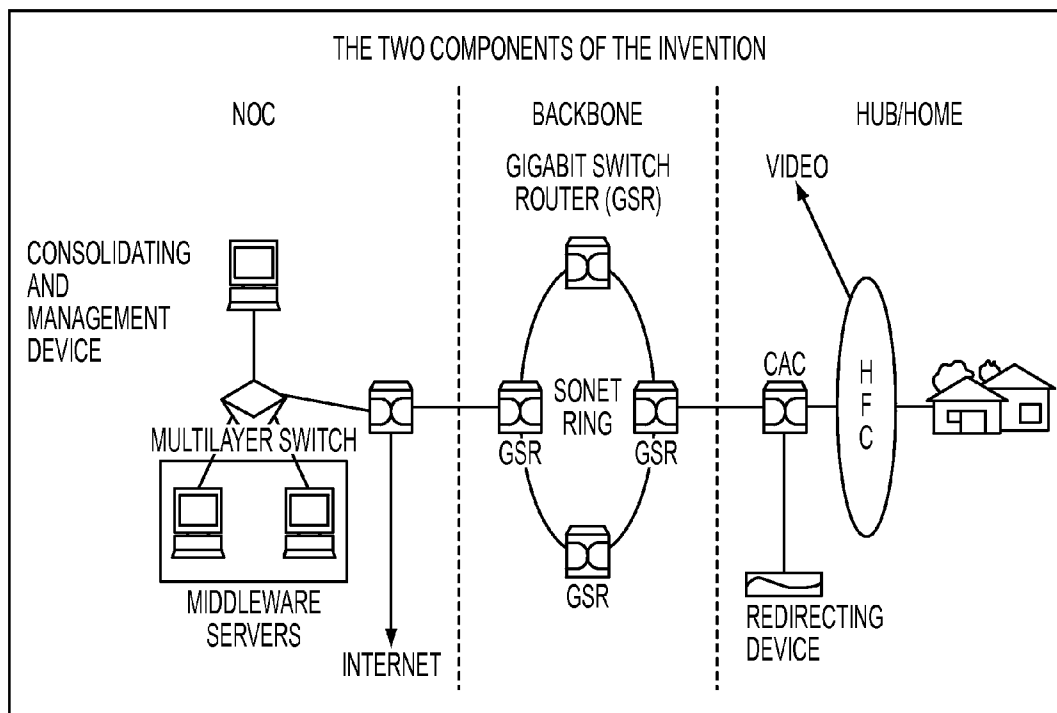 THE TWO COMPONENTS OF THE INVENTION
NOC
BACKBONE
HUB/HOME
GIGABIT SWITCH
ROUTER (GSR)
VIDEO
CONSOLIDATING
AND
MANAGEMENT
DEVICE
MULTILAYER SWITCH
MIDDLEWARE
SERVERS
INTERNET
SONET
RING
GSR
GSR
GSR
CAC
H
F
C
REDIRECTING
DEVICE